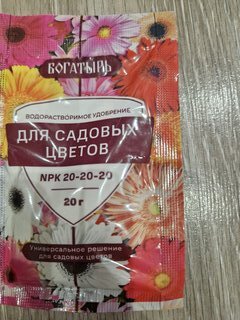 БОГАТЫРЬ
ВОДОРАСТВОРИМОЕ УДОБРЕНИЕ
ДЛЯ САДОВЫХ
ЦВЕТОВ
NPK 20-20-20
20 г
Универсальное решение
для садовых цветов